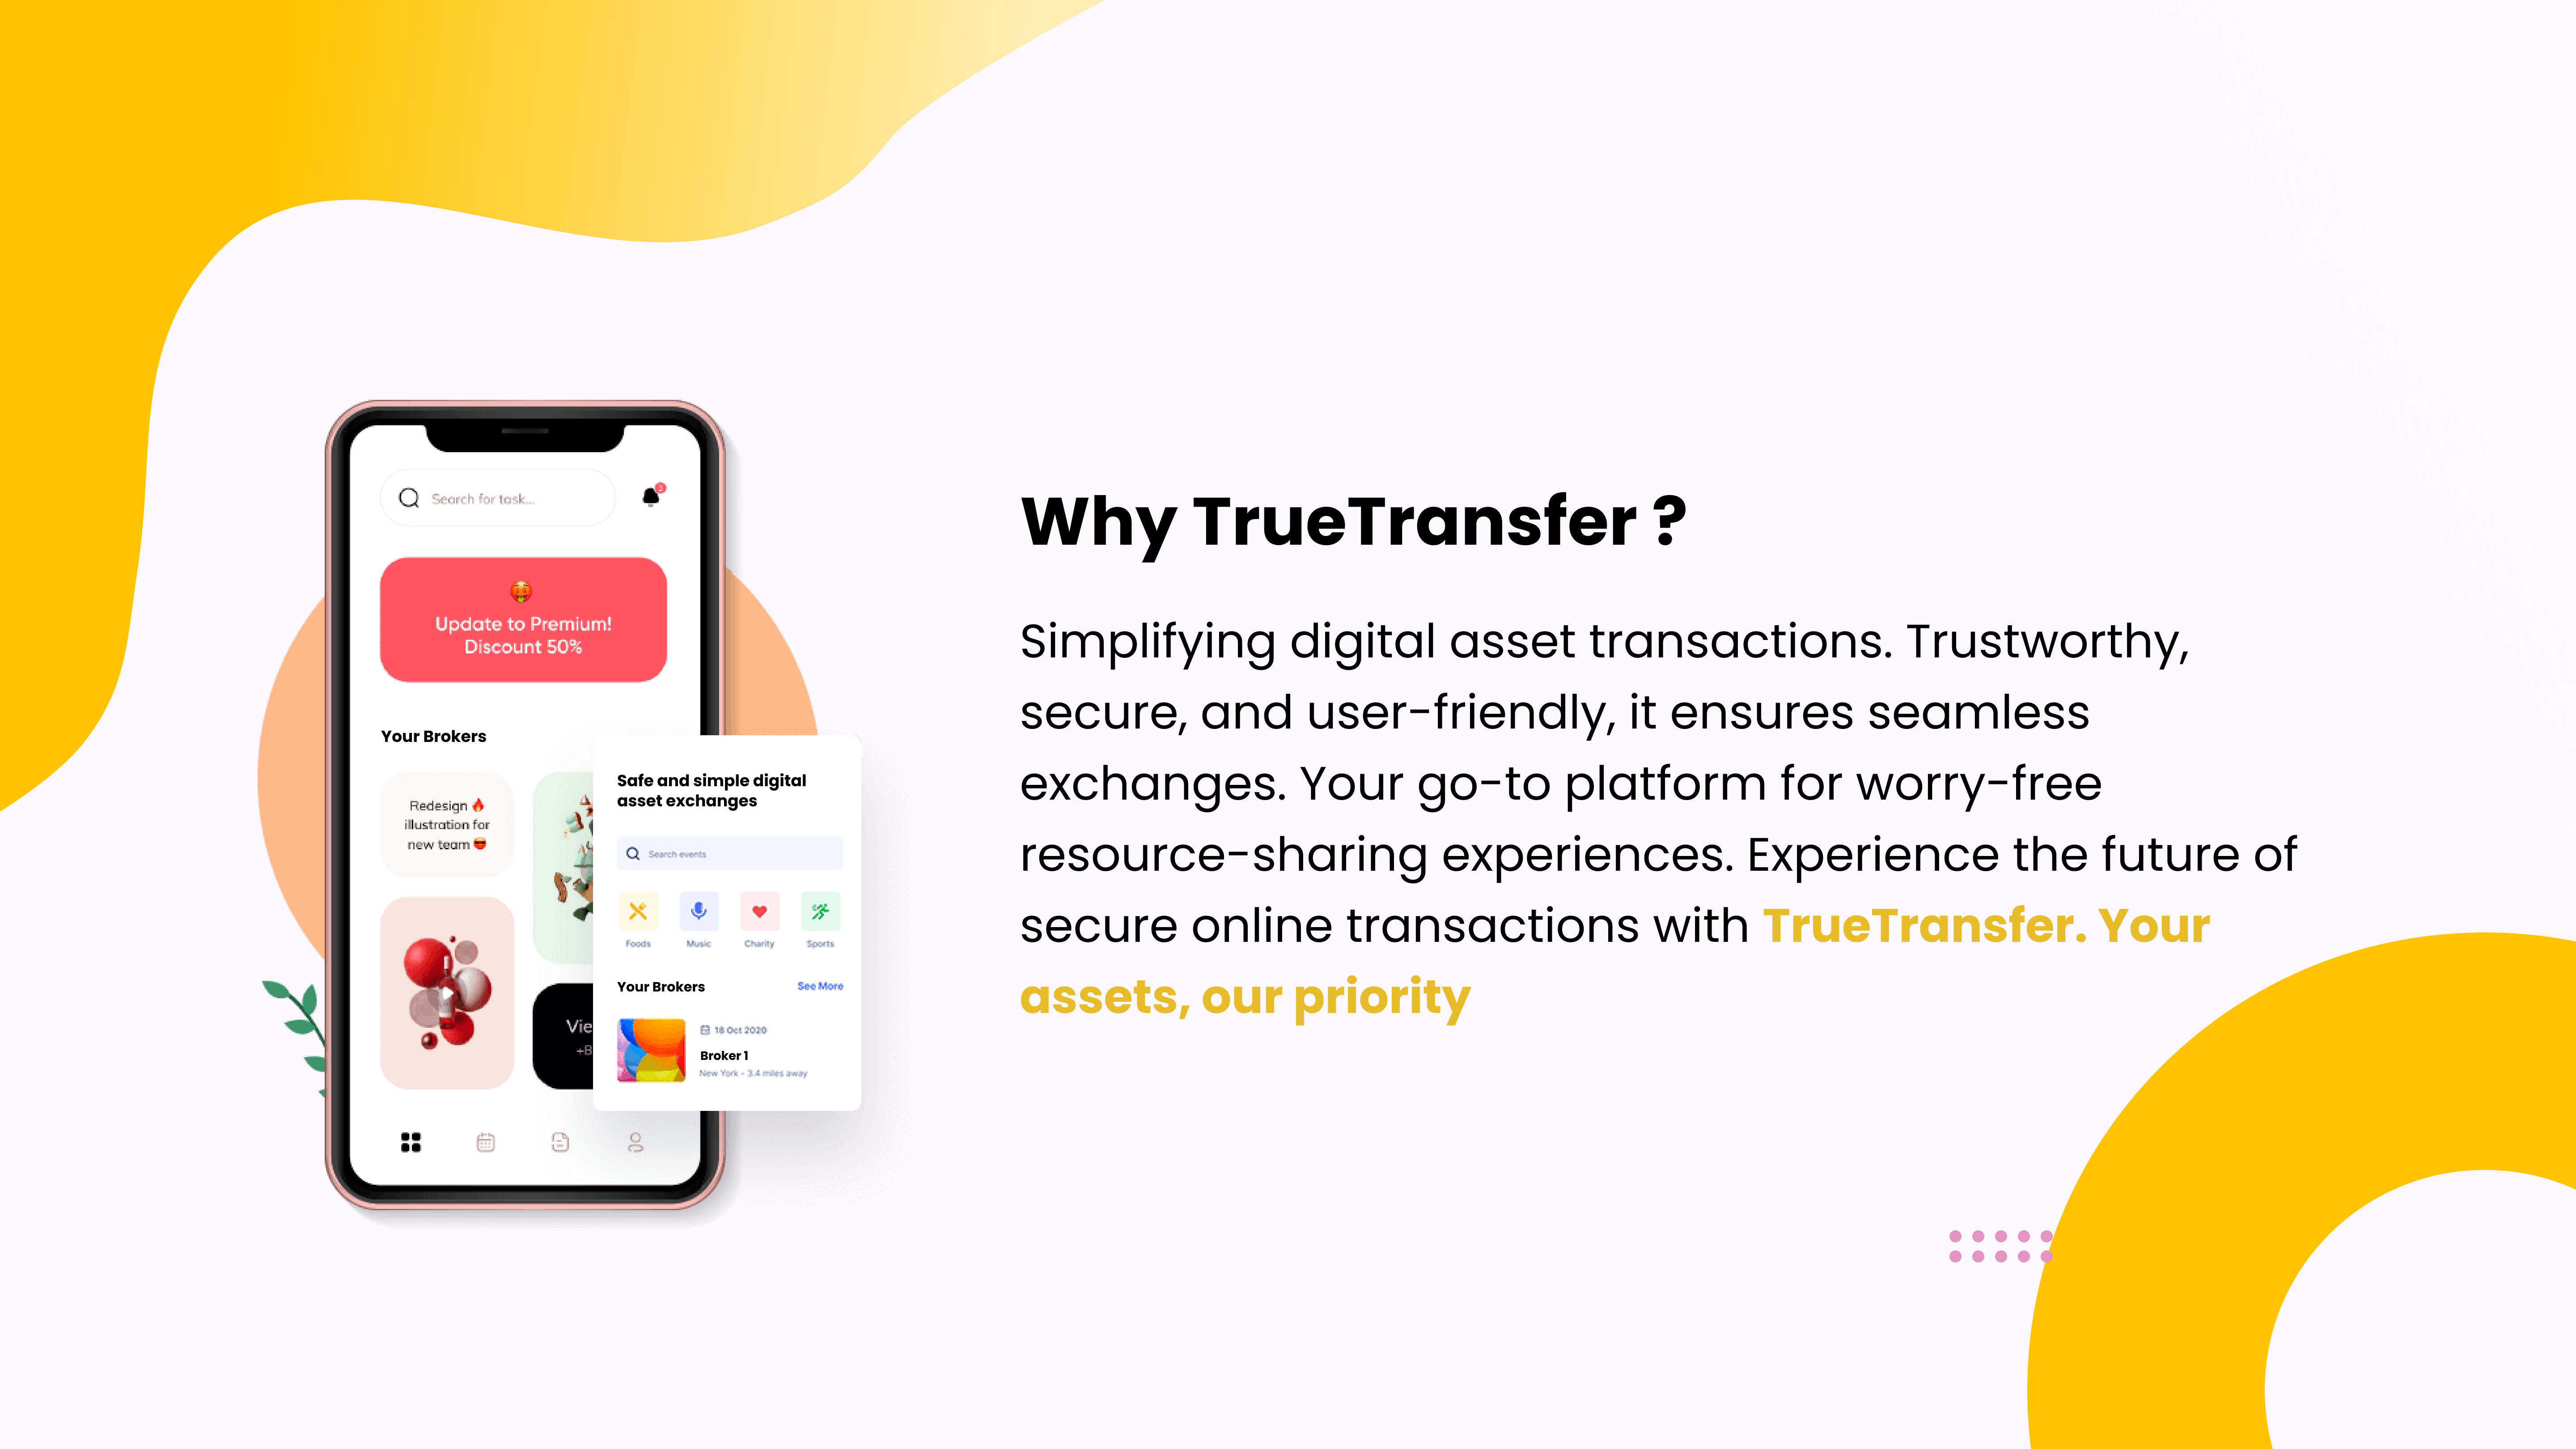 Search for task...
3
Update to Premium!
Discount 50%
Your Brokers
Redesign 🔥
illustration for
new team 😎
Vie
+8
Safe and simple digital
asset exchanges
Search events
Foods Music Charity Sports
Your Brokers See More
18 Oct 2020
Broker 1
New York - 3.4 miles away
Why TrueTransfer ?
Simplifying digital asset transactions. Trustworthy,
secure, and user-friendly, it ensures seamless
exchanges. Your go-to platform for worry-free
resource-sharing experiences. Experience the future of
secure online transactions with TrueTransfer. Your
assets, our priority